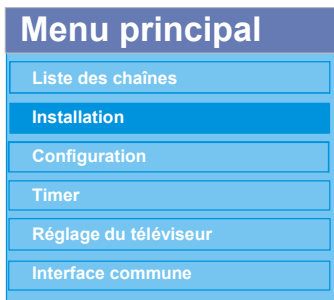 Menu principal
Liste des chaînes
Installation
Configuration
Timer
Réglage du téléviseur
Interface commune